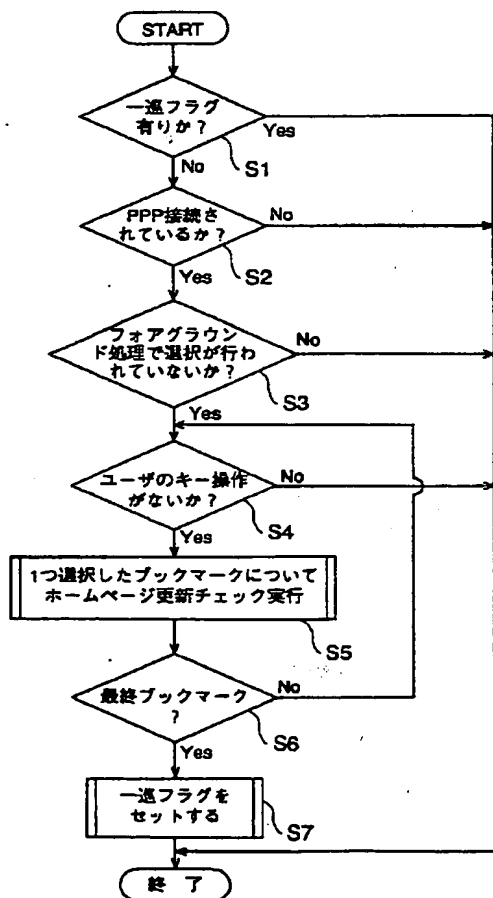 START
一巡フラグ
有りか?
Yes
S1
No
PPP接続さ
れているか?
No
S2
Yes
フォアグラウン
ド処理で選択が行わ
れていないか?
No
S3
Yes
ユーザのキー操作
がないか?
No
S4
Yes
1つ選択したブックマークについて
ホームページ更新チェック実行
S5
最終ブックマーク
?
No
S6
Yes
一巡フラグを
セットする
S7
終 了